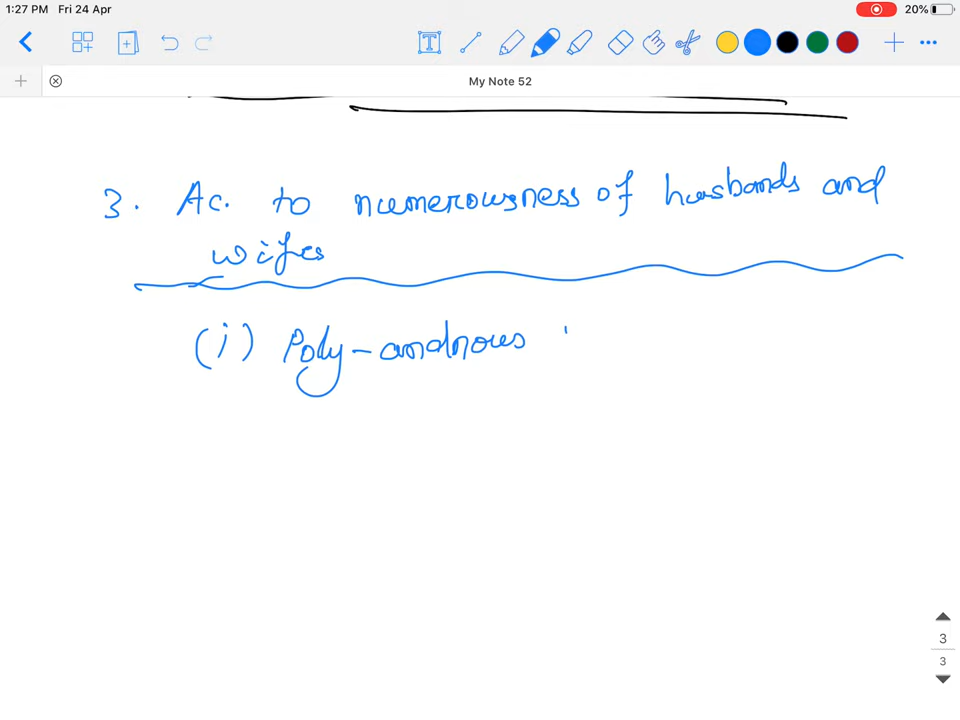 1:27 PM Fri 24 Apr 20%
My Note 52
3. Ac. to numerousness of husbands and
wifes
(i) Poly-androus
3
3